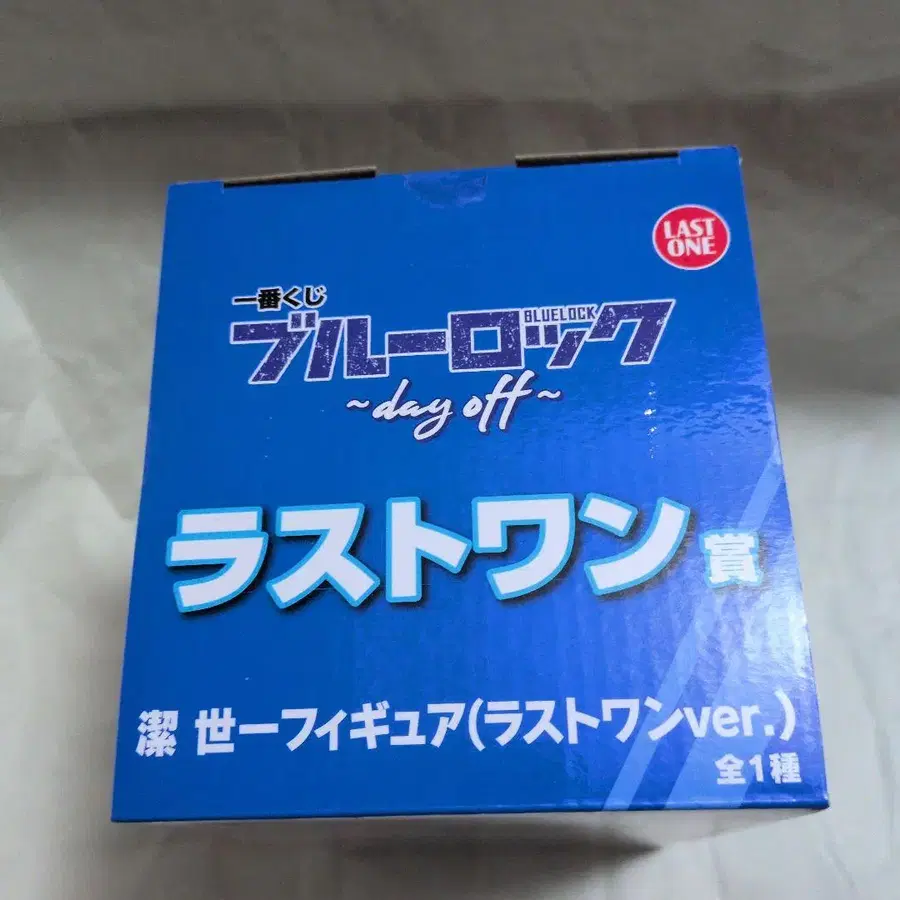 LAST
ONE
一番くじ
BLUELOCK
ブルーロック
~day off~
ラストワン賞
潔 世一フィギュア(ラストワンver.)
全1種